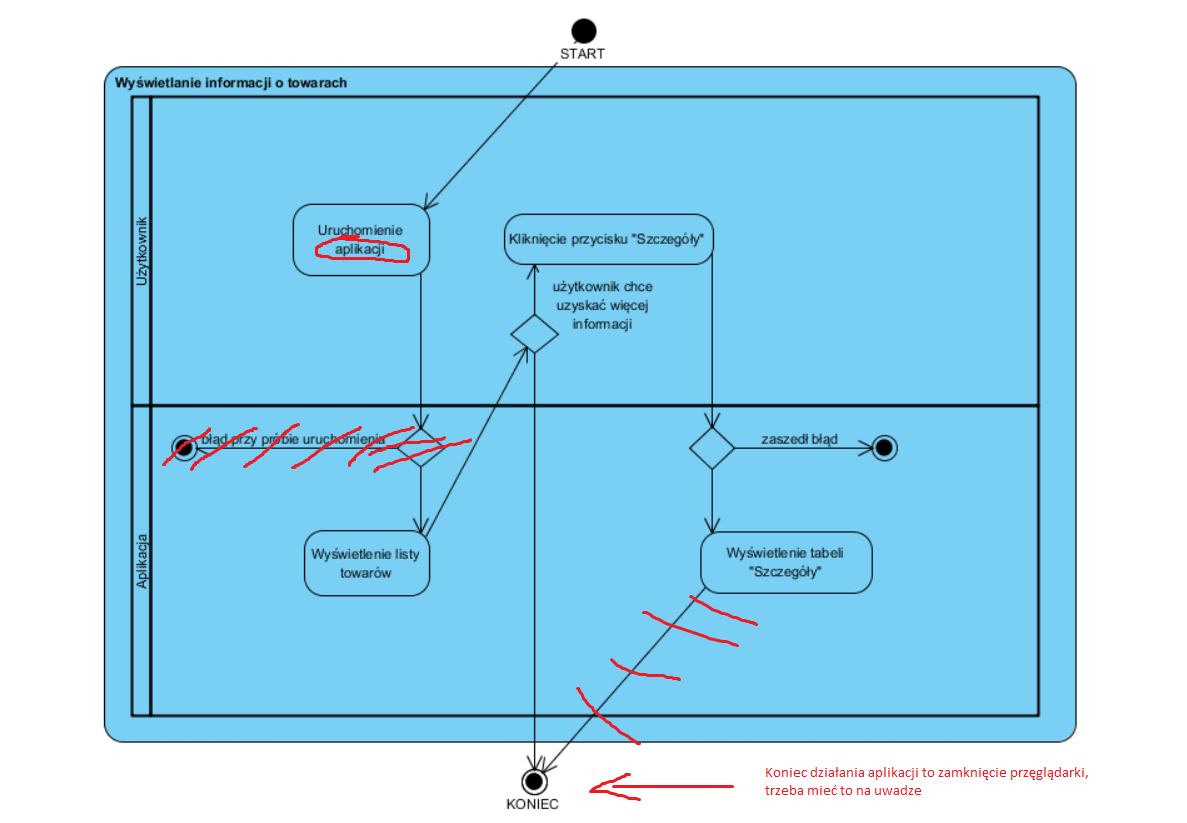 START
Wyświetlanie informacji o towarach
Użytkownik
Uruchomienie
aplikacji
Kliknięcie przycisku "Szczegóły"
użytkownik chce
uzyskać więcej
informacji
Aplikacja
błąd przy próbie uruchomienia
zaszedł błąd
Wyświetlenie listy
towarów
Wyświetlenie tabeli
"Szczegóły"
KONIEC
Koniec działania aplikacji to zamknięcie przęglądarki,
trzeba mieć to na uwadze